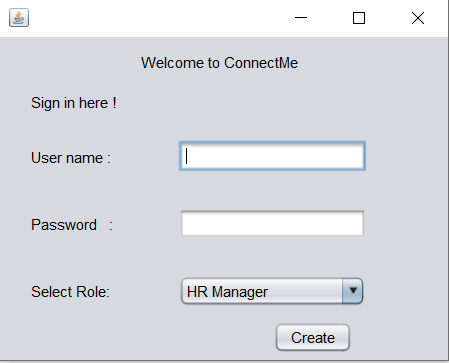 Welcome to ConnectMe
Sign in here !
User name :
Password :
Select Role: HR Manager
Create